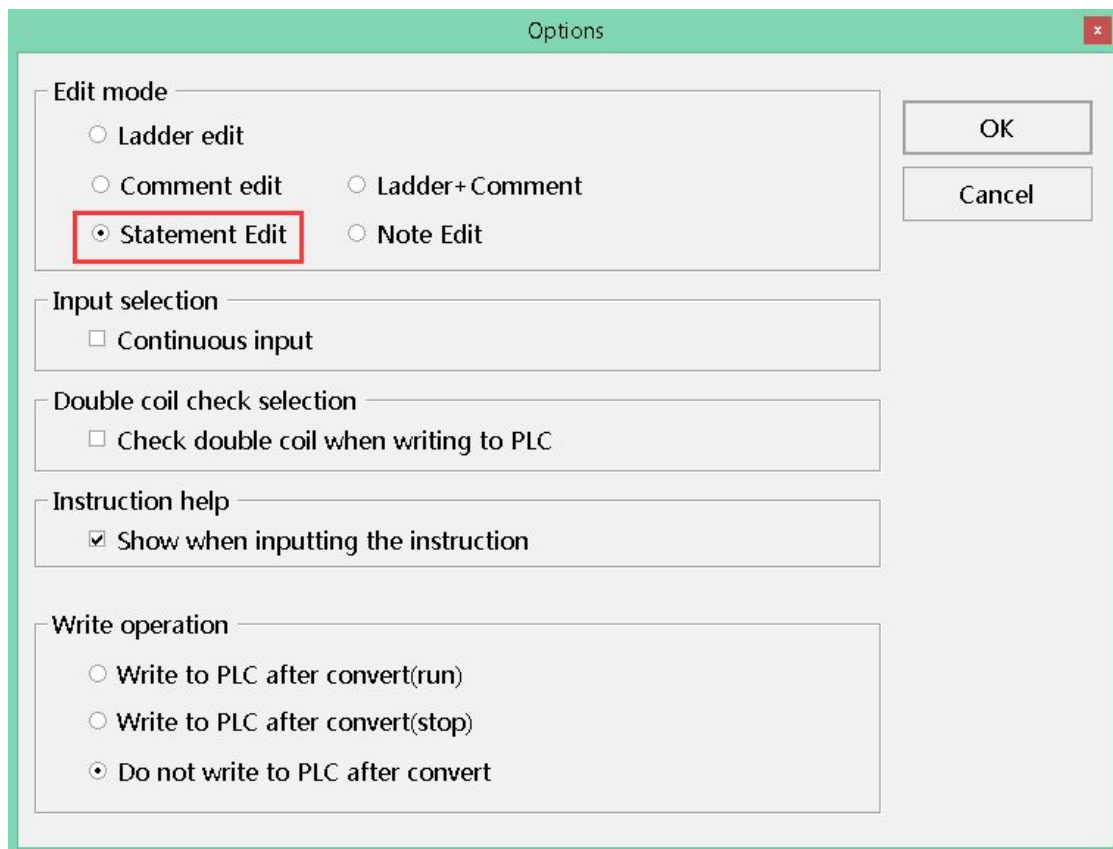 Options
x
Edit mode
Ladder edit
Comment edit Ladder+Comment
Statement Edit Note Edit
OK
Cancel
Input selection
Continuous input
Double coil check selection
Check double coil when writing to PLC
Instruction help
Show when inputting the instruction
Write operation
Write to PLC after convert(run)
Write to PLC after convert(stop)
Do not write to PLC after convert